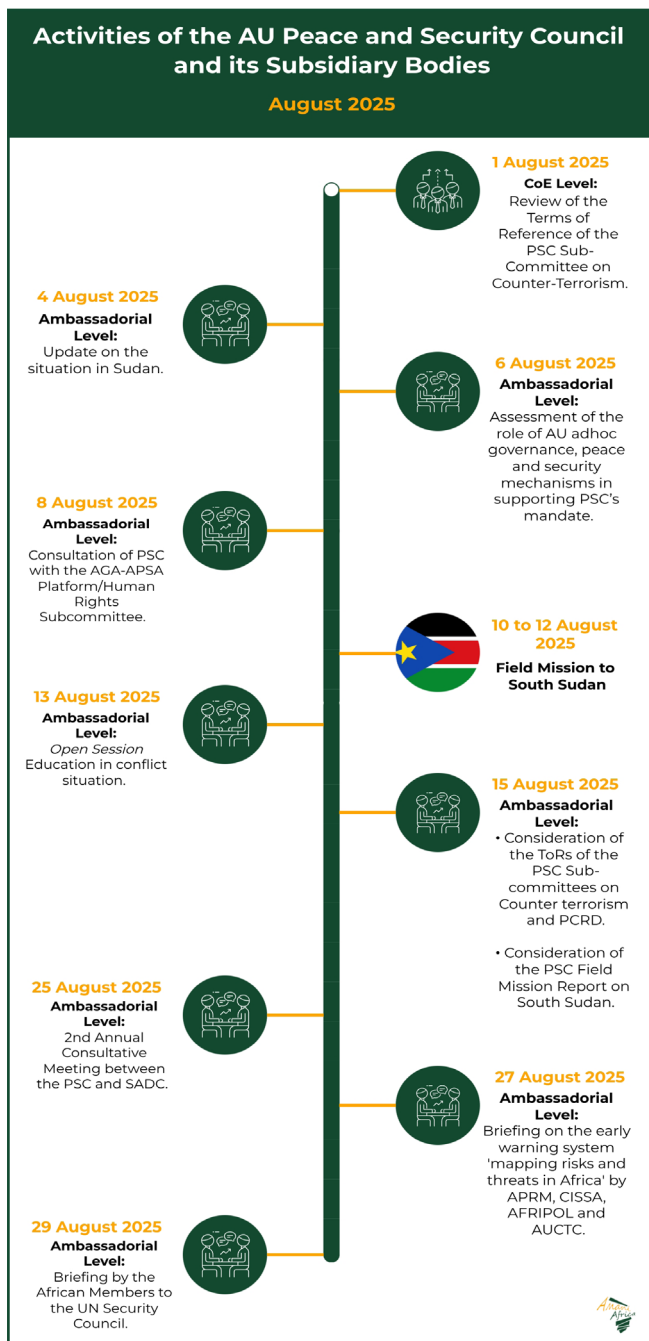 Activities of the AU Peace and Security Council
and its Subsidiary Bodies
August 2025
1 August 2025
CoE Level:
Review of the
Terms of
Reference of the
PSC Sub-
Committee on
Counter-Terrorism.
4 August 2025
Ambassadorial
Level:
Update on the
situation in Sudan.
6 August 2025
Ambassadorial
Level:
Assessment of the
role of AU adhoc
governance, peace
and security
mechanisms in
supporting PSC's
mandate.
8 August 2025
Ambassadorial
Level:
Consultation of PSC
with the AGA-APSA
Platform/Human
Rights
Subcommittee.
10 to 12 August
2025
Field Mission to
South Sudan
13 August 2025
Ambassadorial
Level:
Open Session
Education in conflict
situation.
15 August 2025
Ambassadorial
Level:
• Consideration of
the ToRs of the
PSC Sub-
committees on
Counter terrorism
and PCRD.
• Consideration of
the PSC Field
Mission Report on
South Sudan.
25 August 2025
Ambassadorial
Level:
2nd Annual
Consultative
Meeting between
the PSC and SADC.
27 August 2025
Ambassadorial
Level:
Briefing on the early
warning system
'mapping risks and
threats in Africa' by
APRM, CISSA,
AFRIPOL and
AUCTC.
29 August 2025
Ambassadorial
Level:
Briefing by the
African Members to
the UN Security
Council.
Amani
Africa